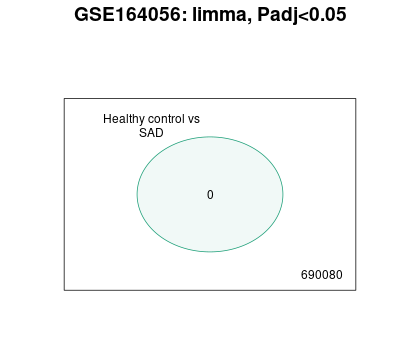 GSE164056: limma, Padj<0.05
Healthy control vs
SAD
0
690080